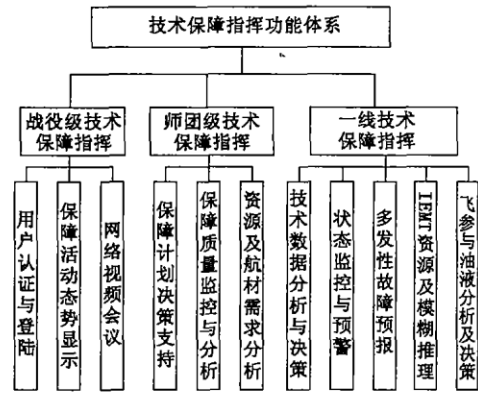 技术保障指挥功能体系
战役级技术
保障指挥
师团级技术
保障指挥
一线技术
保障指挥
用户认证与登陆
保障活动态势显示
网络视频会议
保障计划决策支持
保障质量监控与分析
资源及航材需求分析
技术数据分析与决策
状态监控与预警
多发性故障预报
IEMT资源及模糊推理
飞参与油液分析及决策